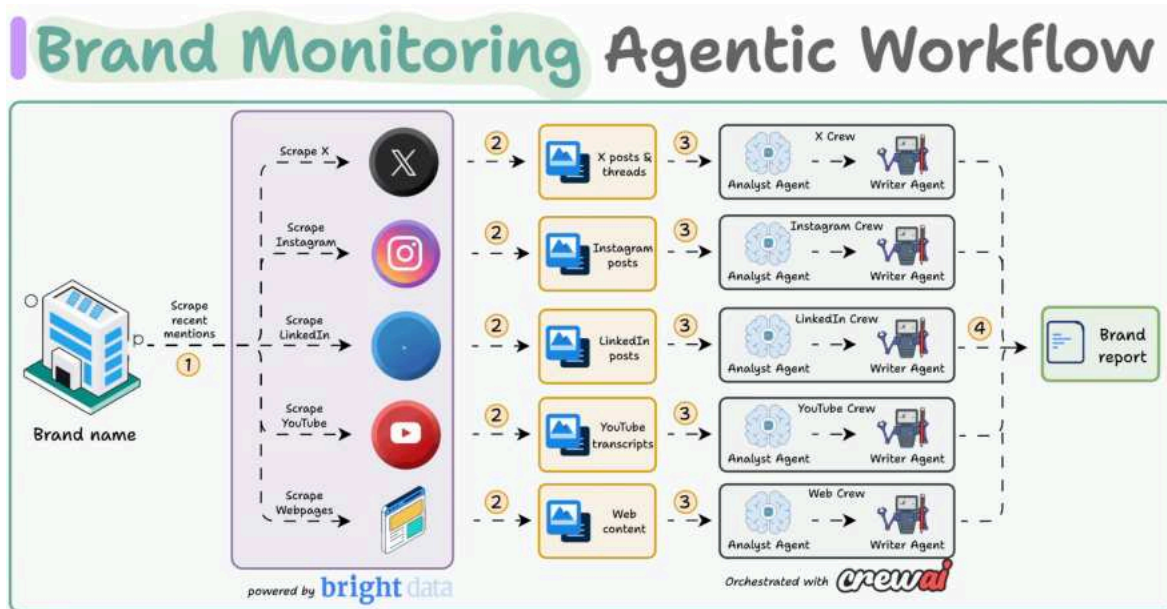 Brand Monitoring Agentic Workflow
Brand name
Scrape
recent
mentions
1
Scrape X
X
2
X posts &
threads
3
X Crew
Analyst Agent
Writer Agent
Scrape
Instagram
2
Instagram
posts
3
Instagram Crew
Analyst Agent
Writer Agent
Scrape
LinkedIn
2
LinkedIn
posts
3
LinkedIn Crew
Analyst Agent
Writer Agent
4
Brand
report
Scrape
YouTube
2
YouTube
transcripts
3
YouTube Crew
Analyst Agent
Writer Agent
Scrape
Webpages
2
Web
content
3
Web Crew
Analyst Agent
Writer Agent
powered by bright data
Orchestrated with crewai